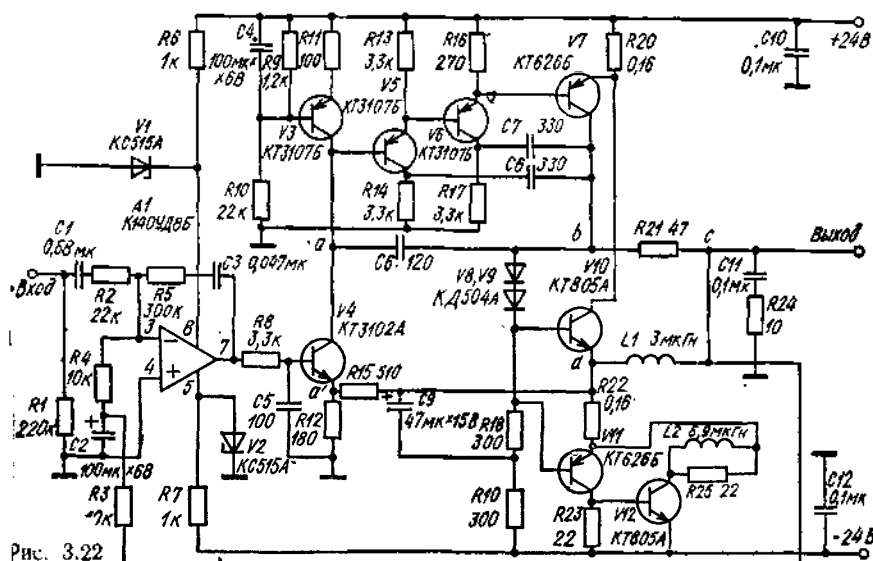 R6
1к
C4
100мк×
×6В
R9
1,2к
R11
100
R13
3,3к
R16
270
V7
КТ626Б
R20
0,16
C10
0,1мк
+24В
V5
V3
КТ3107Б
V6
КТ3107Б
C7
330
C6
330
V1
КС515А
R10
22к
R14
3,3к
R17
3,3к
А1
К140УД8Б
C1
0,68мк
C3
0,047мк
a
b
c
R21 47
Выход
C6
120
Вход
R2
22к
R5
300к
V8,V9
КД504А
V10
КТ805А
C11
0,1мк
R24
10
3
6
7
4
5
R8
3,3к
V4
КТ3102А
L1
3мкГн
d
R4
10к
a'
R15 510
R22
0,16
R1
220к
C2
100мк×6В
C5
100
R12
180
C9
47мк×15В
R18
300
V11
КТ626Б
L2
6,9мкГн
V2
КС515А
R25 22
C12
0,1мк
R3
R7
1к
R10
300
R23
22
V12
КТ805А
-24В
Рис. 3.22